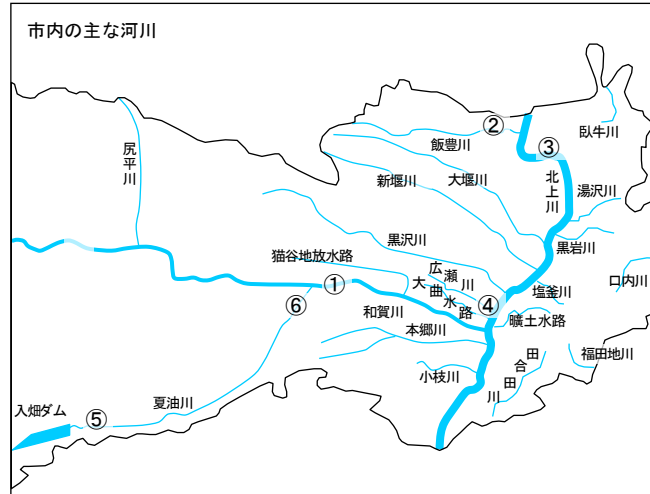 市内の主な河川
②
飯豊川
③
臥牛川
尻平川
新堰川
大堰川
北上川
湯沢川
黒沢川
黒岩川
猫谷地放水路
広瀬川
口内川
①
大曲水路
塩釜川
⑥
④
和賀川
曠土水路
本郷川
田合田川
福田地川
小枝川
夏油川
入畑ダム
⑤